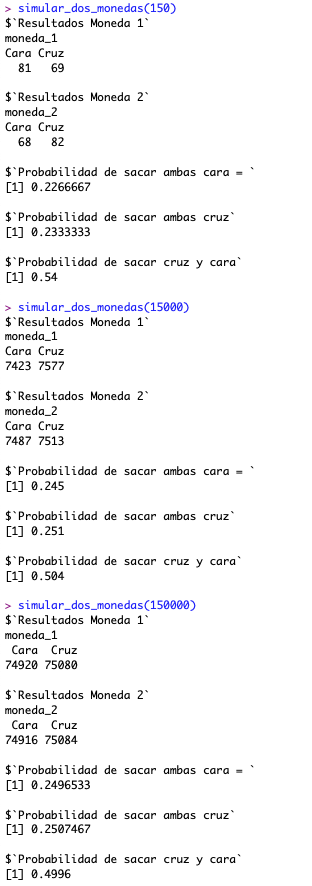 > simular_dos_monedas(150)
$`Resultados Moneda 1`
moneda_1
Cara Cruz
  81   69

$`Resultados Moneda 2`
moneda_2
Cara Cruz
  68   82

$`Probabilidad de sacar ambas cara = `
[1] 0.2266667

$`Probabilidad de sacar ambas cruz`
[1] 0.2333333

$`Probabilidad de sacar cruz y cara`
[1] 0.54

> simular_dos_monedas(15000)
$`Resultados Moneda 1`
moneda_1
Cara Cruz
7423 7577

$`Resultados Moneda 2`
moneda_2
Cara Cruz
7487 7513

$`Probabilidad de sacar ambas cara = `
[1] 0.245

$`Probabilidad de sacar ambas cruz`
[1] 0.251

$`Probabilidad de sacar cruz y cara`
[1] 0.504

> simular_dos_monedas(150000)
$`Resultados Moneda 1`
moneda_1
 Cara  Cruz
74920 75080

$`Resultados Moneda 2`
moneda_2
 Cara  Cruz
74916 75084

$`Probabilidad de sacar ambas cara = `
[1] 0.2496533

$`Probabilidad de sacar ambas cruz`
[1] 0.2507467

$`Probabilidad de sacar cruz y cara`
[1] 0.4996